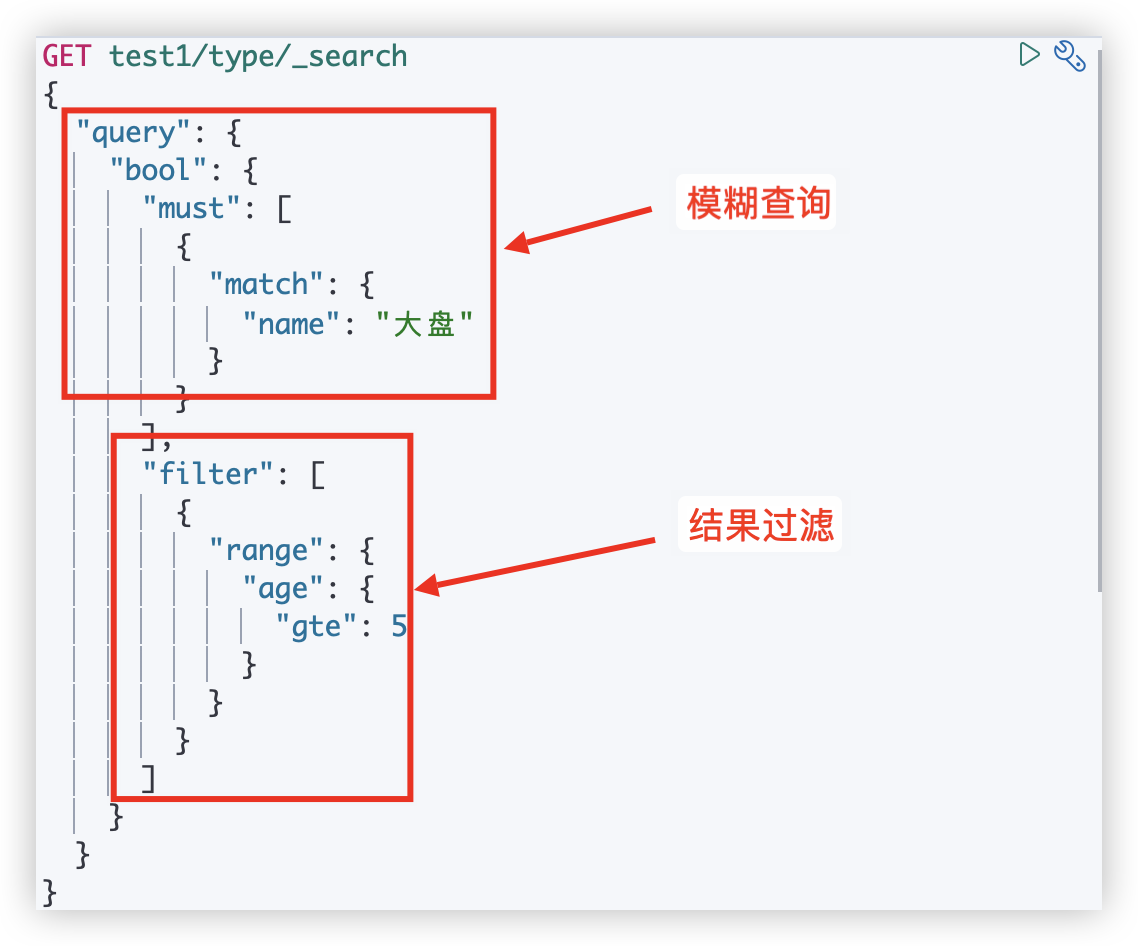 GET test1/type/_search
{
"query": {
"bool": {
"must": [
{
"match": {
"name": "大盘"
}
}
],
"filter": [
{
"range": {
"age": {
"gte": 5
}
}
}
]
}
}
}
模糊查询
结果过滤